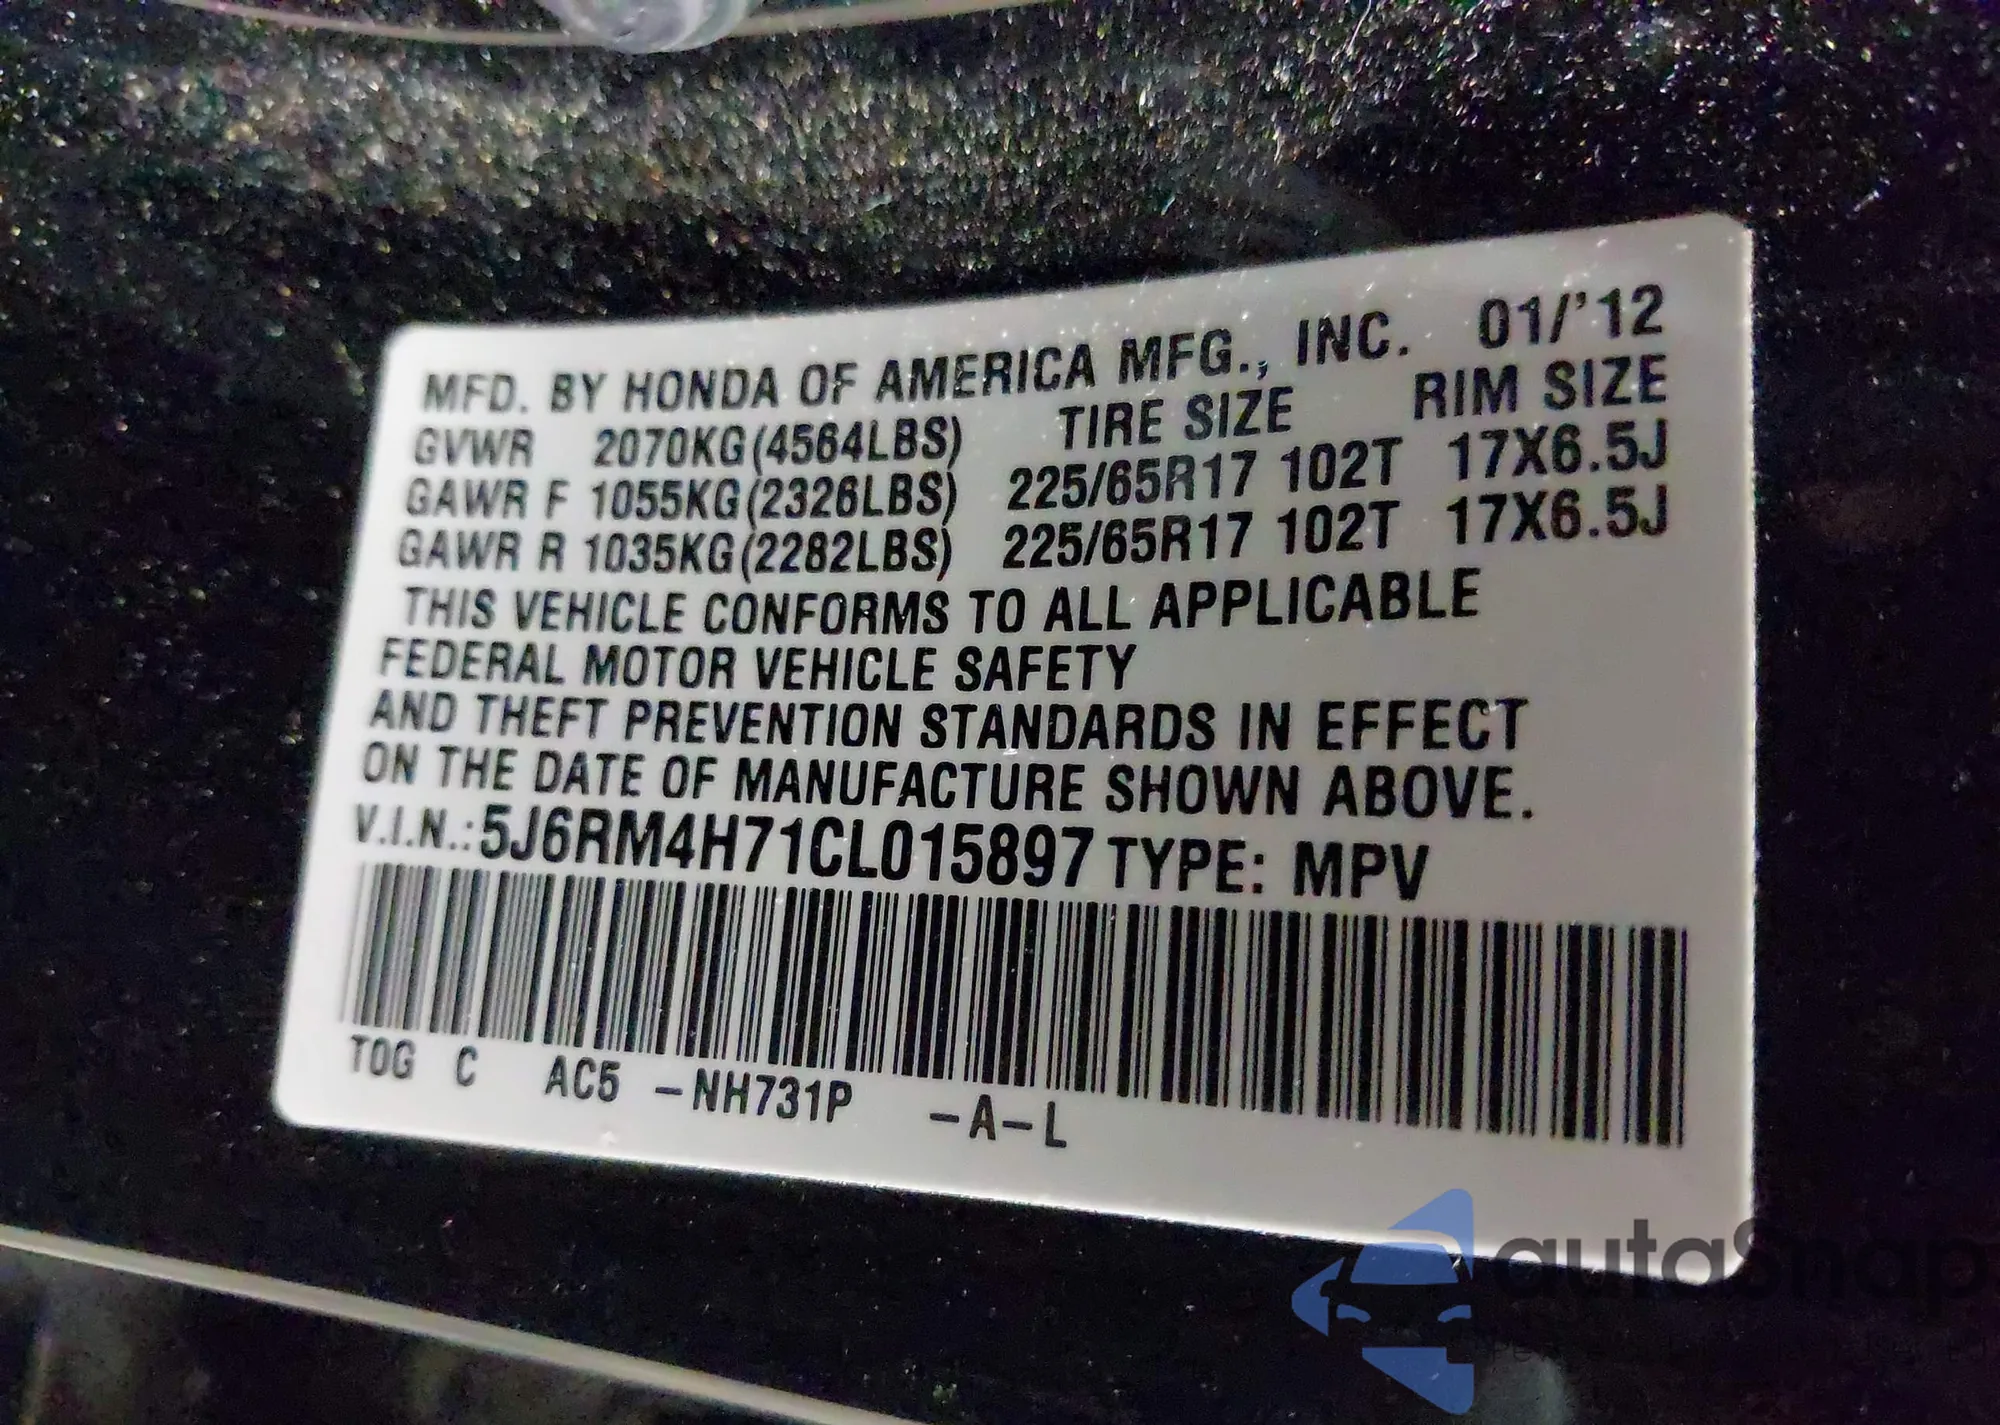 MFD. BY HONDA OF AMERICA MFG., INC. 01/'12
GVWR 2070KG(4564LBS) TIRE SIZE RIM SIZE
GAWR F 1055KG(2326LBS) 225/65R17 102T 17X6.5J
GAWR R 1035KG(2282LBS) 225/65R17 102T 17X6.5J
THIS VEHICLE CONFORMS TO ALL APPLICABLE
FEDERAL MOTOR VEHICLE SAFETY
AND THEFT PREVENTION STANDARDS IN EFFECT
ON THE DATE OF MANUFACTURE SHOWN ABOVE.
V.I.N.: 5J6RM4H71CL015897 TYPE: MPV
T0G C AC5 -NH731P -A-L
autaSnap